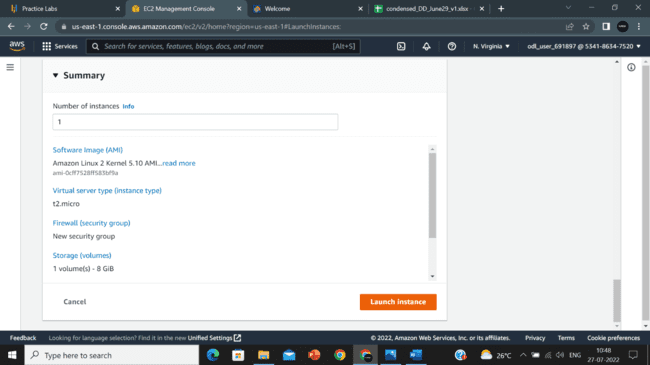 Practice Labs
EC2 Management Console
Welcome
condensed_DD_June29_v1.xlsx
us-east-1.console.aws.amazon.com/ec2/v2/home?region=us-east-1#LaunchInstances:
aws
Services
Search for services, features, blogs, docs, and more
[Alt+S]
N. Virginia
odl_user_691897 @ 5341-8634-7520
Summary
Number of instances Info
1
Software Image (AMI)
Amazon Linux 2 Kernel 5.10 AMI...read more
ami-0cff7528ff583bf9a
Virtual server type (instance type)
t2.micro
Firewall (security group)
New security group
Storage (volumes)
1 volume(s) - 8 GiB
Cancel
Launch instance
Feedback
Looking for language selection? Find it in the new Unified Settings
© 2022, Amazon Web Services, Inc. or its affiliates.
Privacy
Terms
Cookie preferences
Type here to search
26°C
ENG
10:48
27-07-2022